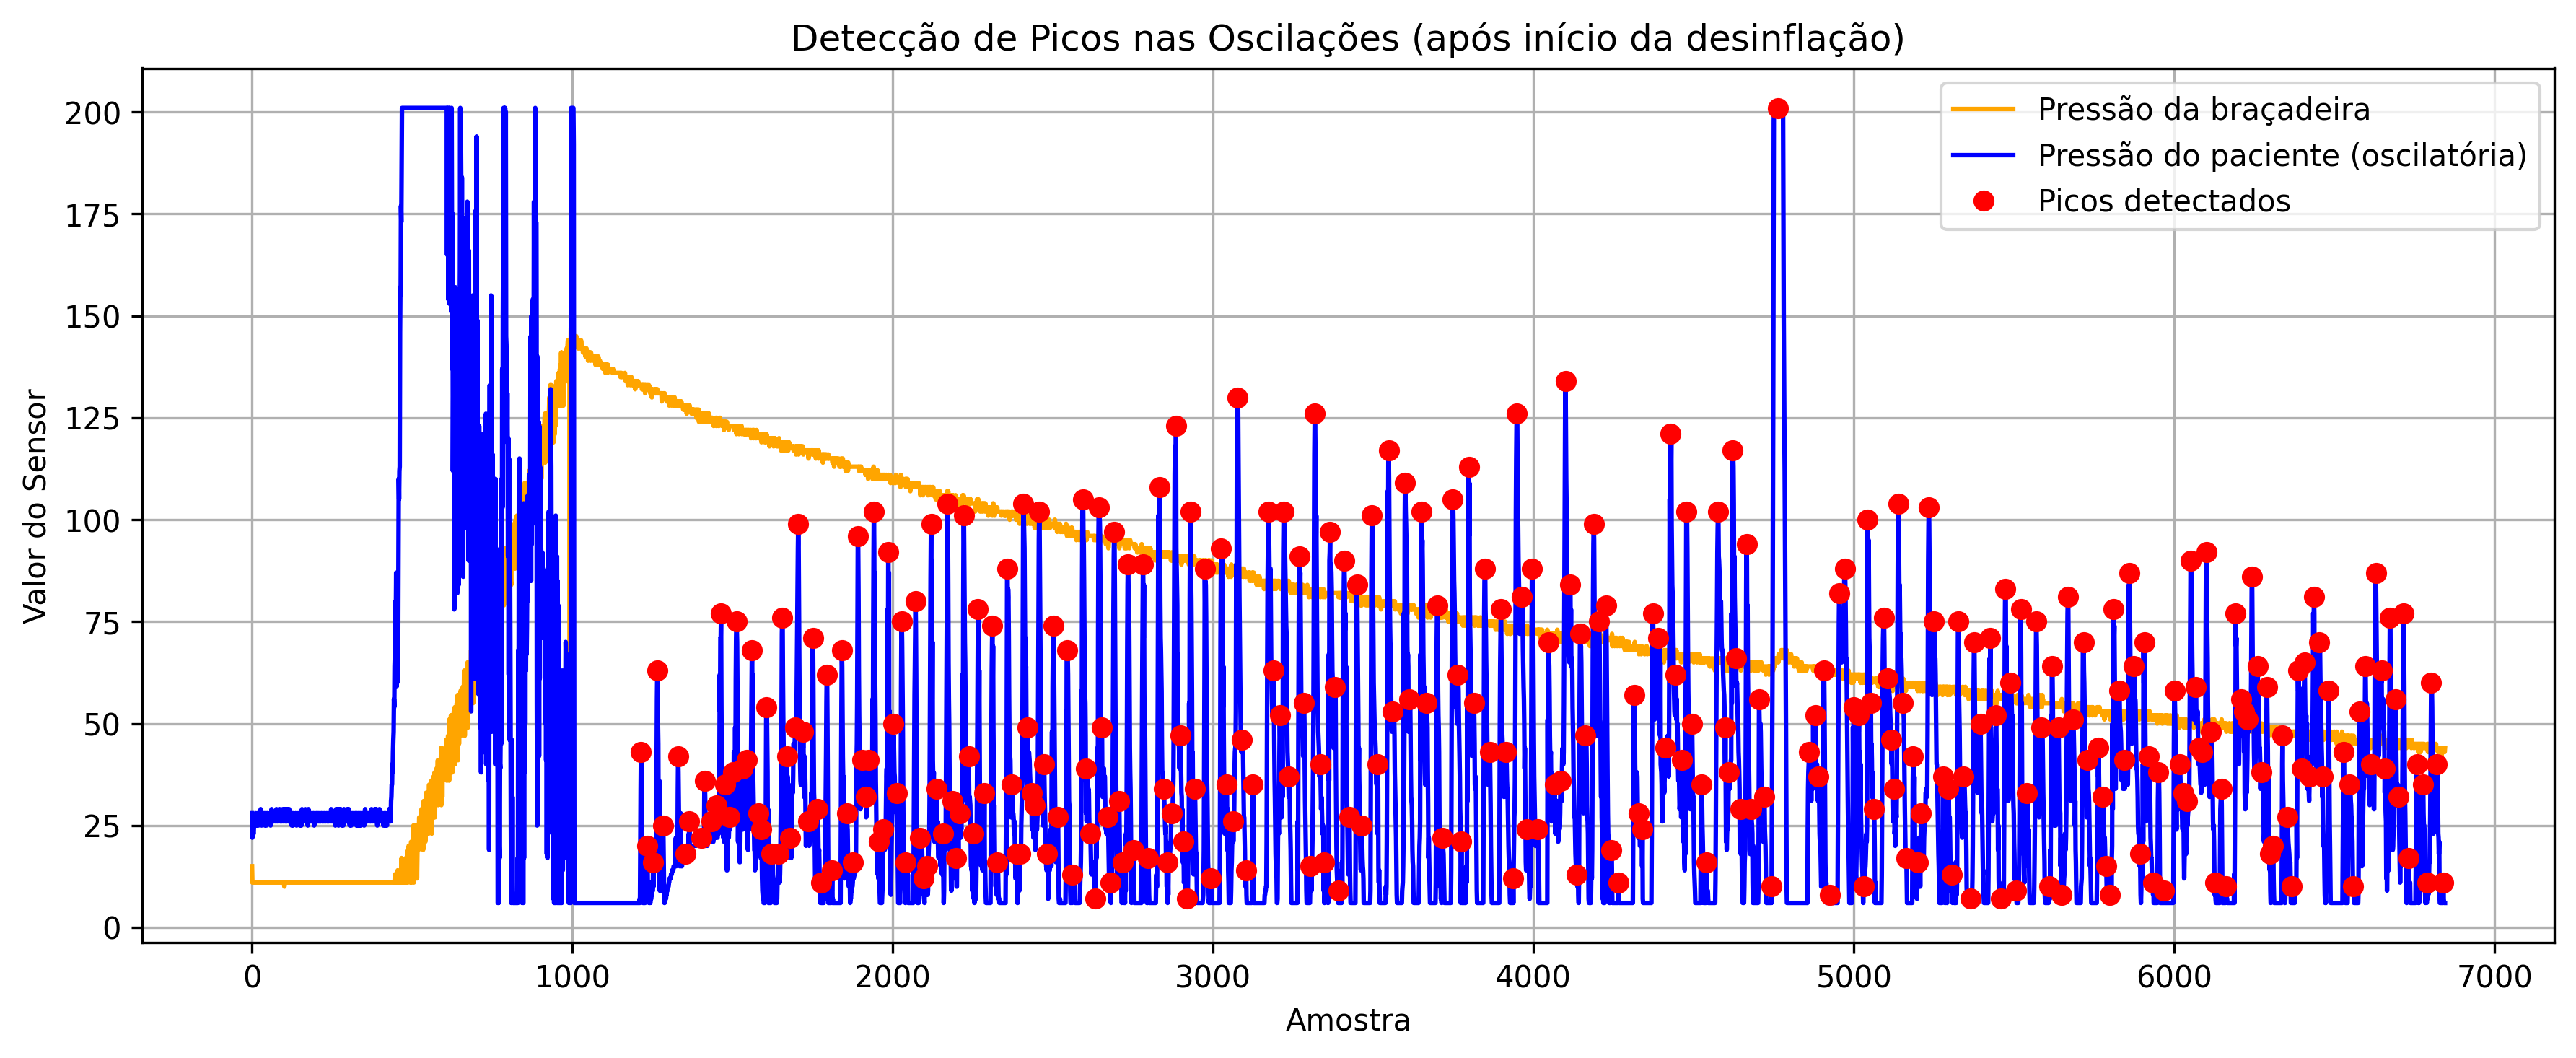 Detecção de Picos nas Oscilações (após início da desinflação)
Pressão da braçadeira
Pressão do paciente (oscilatória)
Picos detectados
Valor do Sensor
200
175
150
125
100
75
50
25
0
0 1000 2000 3000 4000 5000 6000 7000
Amostra